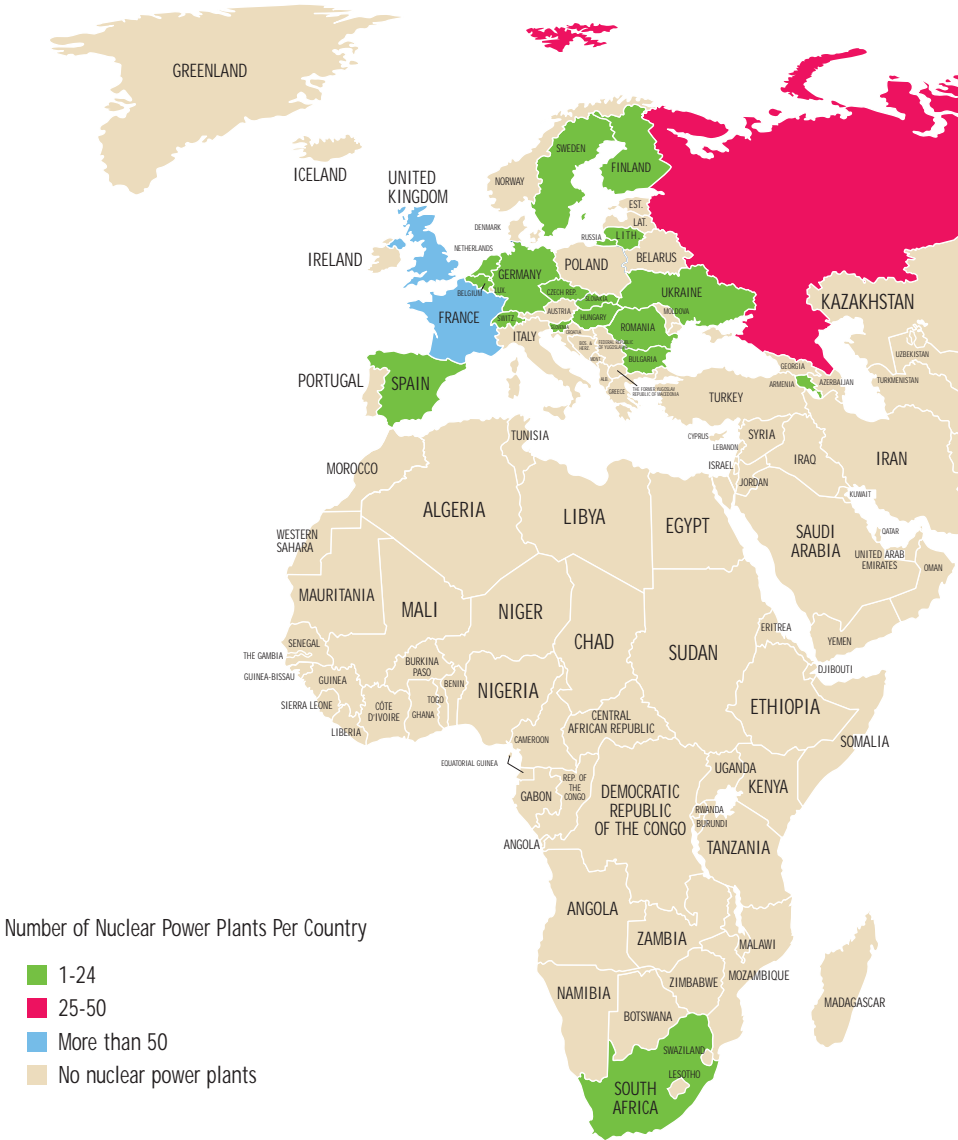 GREENLAND
ICELAND
UNITED
KINGDOM
IRELAND
NORWAY
SWEDEN
FINLAND
EST.
LAT.
LITH
RUSSIA
DENMARK
NETHERLANDS
BELGIUM
LUX.
GERMANY
POLAND
BELARUS
CZECH REP.
SLOVAKIA
UKRAINE
MOLDOVA
FRANCE
SWITZ.
AUSTRIA
HUNGARY
ROMANIA
SLOVENIA
CROATIA
BOS. &
HERZ.
FEDERAL REPUBLIC
OF YUGOSLAVIA
MONT.
BULGARIA
ITALY
ALB.
GREECE
THE FORMER YUGOSLAV
REPUBLIC OF MACEDONIA
PORTUGAL
SPAIN
KAZAKHSTAN
UZBEKISTAN
TURKMENISTAN
GEORGIA
ARMENIA
AZERBAIJAN
TURKEY
CYPRUS
LEBANON
SYRIA
ISRAEL
JORDAN
IRAQ
IRAN
KUWAIT
SAUDI
ARABIA
QATAR
UNITED ARAB
EMIRATES
OMAN
YEMEN
TUNISIA
MOROCCO
ALGERIA
LIBYA
EGYPT
WESTERN
SAHARA
MAURITANIA
MALI
NIGER
CHAD
SUDAN
ERITREA
DJIBOUTI
SENEGAL
THE GAMBIA
GUINEA-BISSAU
GUINEA
SIERRA LEONE
LIBERIA
CÔTE
D'IVOIRE
BURKINA
PASO
GHANA
TOGO
BENIN
NIGERIA
CAMEROON
CENTRAL
AFRICAN REPUBLIC
ETHIOPIA
SOMALIA
EQUATORIAL GUINEA
GABON
REP. OF
THE
CONGO
DEMOCRATIC
REPUBLIC
OF THE CONGO
UGANDA
KENYA
RWANDA
BURUNDI
TANZANIA
ANGOLA
ANGOLA
ZAMBIA
MALAWI
MOZAMBIQUE
ZIMBABWE
NAMIBIA
BOTSWANA
MADAGASCAR
SWAZILAND
LESOTHO
SOUTH
AFRICA
Number of Nuclear Power Plants Per Country
1-24
25-50
More than 50
No nuclear power plants